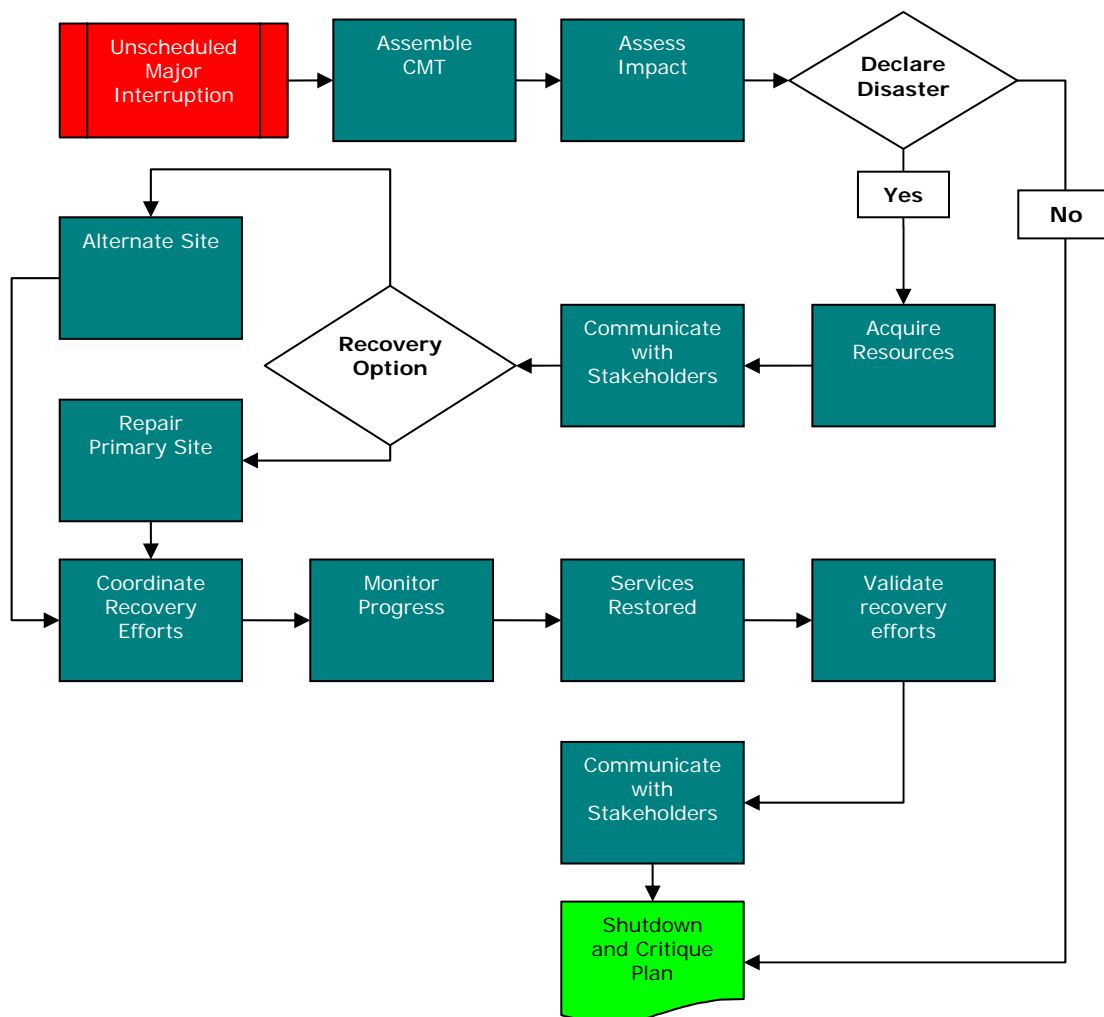 Unscheduled
Major
Interruption
Assemble
CMT
Assess
Impact
Declare
Disaster
Yes
No
Alternate Site
Recovery
Option
Communicate
with
Stakeholders
Acquire
Resources
Repair
Primary Site
Coordinate
Recovery
Efforts
Monitor
Progress
Services
Restored
Validate
recovery
efforts
Communicate
with
Stakeholders
Shutdown
and Critique
Plan